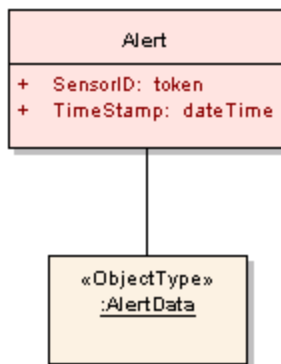 Alert
+ SensorID: token
+ TimeStamp: dateTime
«ObjectType»
:AlertData